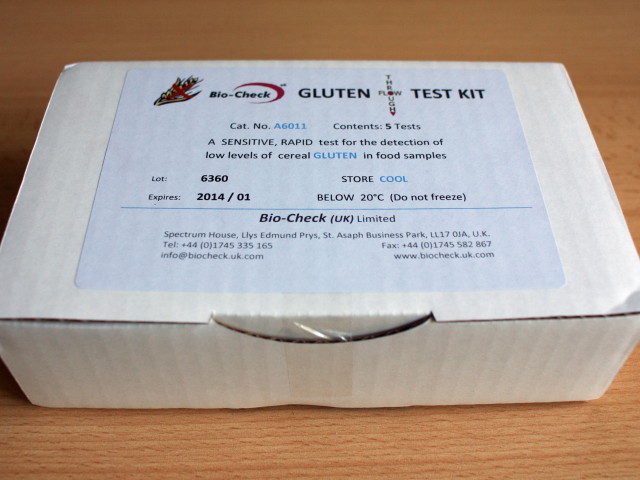 Bio-Check uk GLUTEN FLOW THROUGH TEST KIT
Cat. No. A6011 Contents: 5 Tests
A SENSITIVE, RAPID test for the detection of
low levels of cereal GLUTEN in food samples
Lot: 6360 STORE COOL
Expires: 2014 / 01 BELOW 20°C (Do not freeze)
Bio-Check (UK) Limited
Spectrum House, Llys Edmund Prys, St. Asaph Business Park, LL17 0JA, U.K.
Tel: +44 (0)1745 335 165 Fax: +44 (0)1745 582 867
info@biocheck.uk.com www.biocheck.uk.com